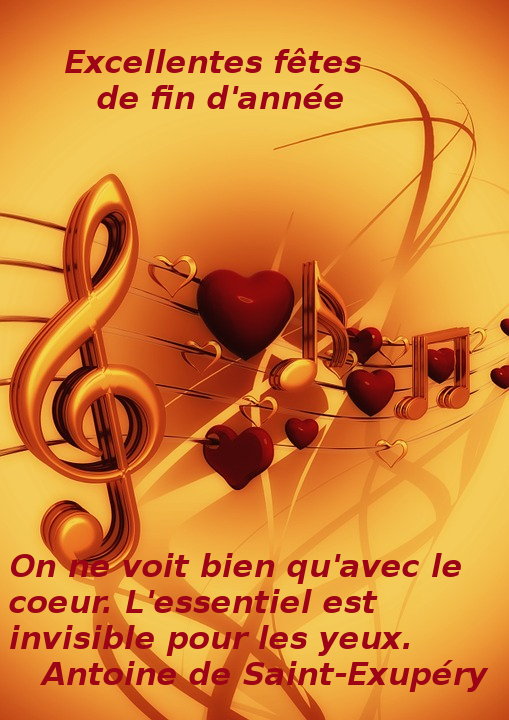 Excellentes fêtes
de fin d'année
On ne voit bien qu'avec le
coeur. L'essentiel est
invisible pour les yeux.
Antoine de Saint-Exupéry